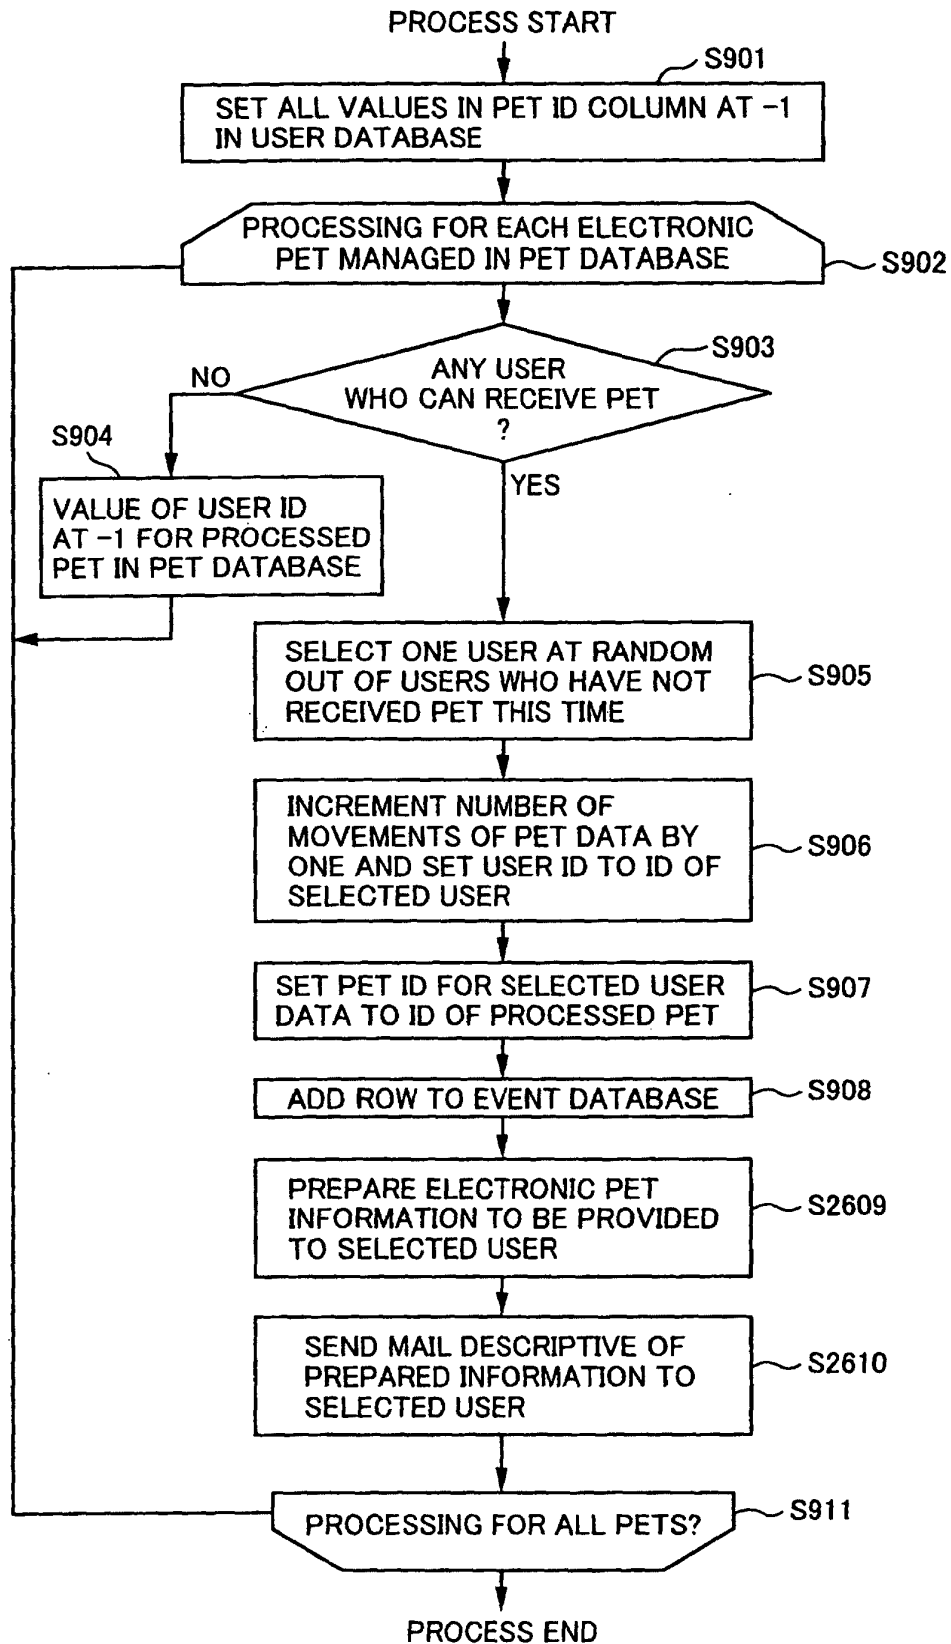 PROCESS START
S901
SET ALL VALUES IN PET ID COLUMN AT -1
IN USER DATABASE
PROCESSING FOR EACH ELECTRONIC
PET MANAGED IN PET DATABASE
S902
S903
ANY USER
WHO CAN RECEIVE PET
?
NO
S904
YES
VALUE OF USER ID
AT -1 FOR PROCESSED
PET IN PET DATABASE
SELECT ONE USER AT RANDOM
OUT OF USERS WHO HAVE NOT
RECEIVED PET THIS TIME
S905
INCREMENT NUMBER OF
MOVEMENTS OF PET DATA BY
ONE AND SET USER ID TO ID OF
SELECTED USER
S906
SET PET ID FOR SELECTED USER
DATA TO ID OF PROCESSED PET
S907
ADD ROW TO EVENT DATABASE
S908
PREPARE ELECTRONIC PET
INFORMATION TO BE PROVIDED
TO SELECTED USER
S2609
SEND MAIL DESCRIPTIVE OF
PREPARED INFORMATION TO
SELECTED USER
S2610
PROCESSING FOR ALL PETS?
S911
PROCESS END